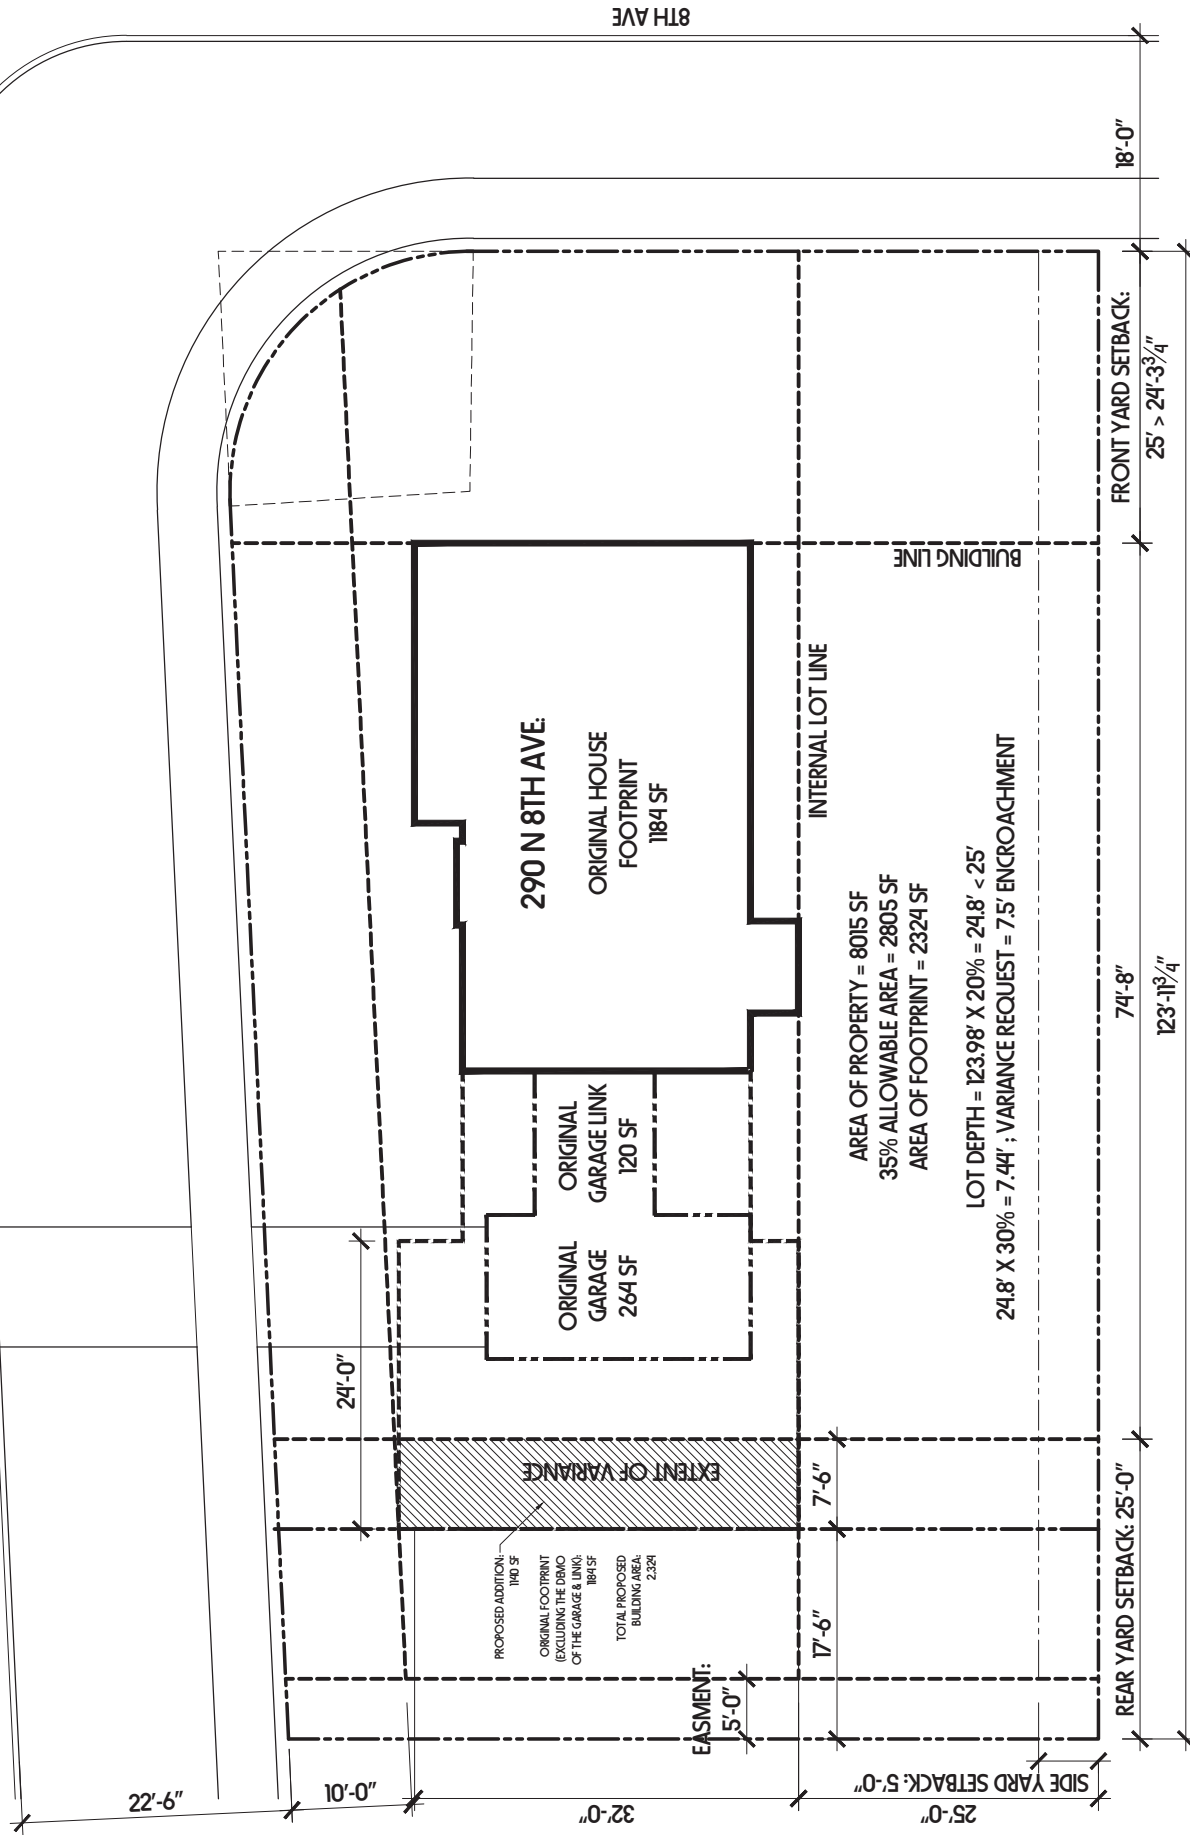 8TH AVE
18'-0"
FRONT YARD SETBACK:
25' > 24'-3 3/4"
BUILDING LINE
290 N 8TH AVE:
ORIGINAL HOUSE
FOOTPRINT
1184 SF
INTERNAL LOT LINE
AREA OF PROPERTY = 8015 SF
35% ALLOWABLE AREA = 2805 SF
AREA OF FOOTPRINT = 2324 SF
LOT DEPTH = 123.98' X 20% = 24.8' < 25'
24.8' X 30% = 7.44' ; VARIANCE REQUEST = 7.5' ENCROACHMENT
74'-8"
123'-11 3/4"
ORIGINAL
GARAGE LINK
120 SF
ORIGINAL
GARAGE
264 SF
24'-0"
EXTENT OF VARIANCE
7'-6"
PROPOSED ADDITION:
1140 SF
ORIGINAL FOOTPRINT
(EXCLUDING THE DEMO
OF THE GARAGE & LINK):
1184 SF
TOTAL PROPOSED
BUILDING AREA:
2,324
17'-6"
REAR YARD SETBACK: 25'-0"
EASMENT:
5'-0"
22'-6"
10'-0"
32'-0"
25'-0"
SIDE YARD SETBACK: 5'-0"